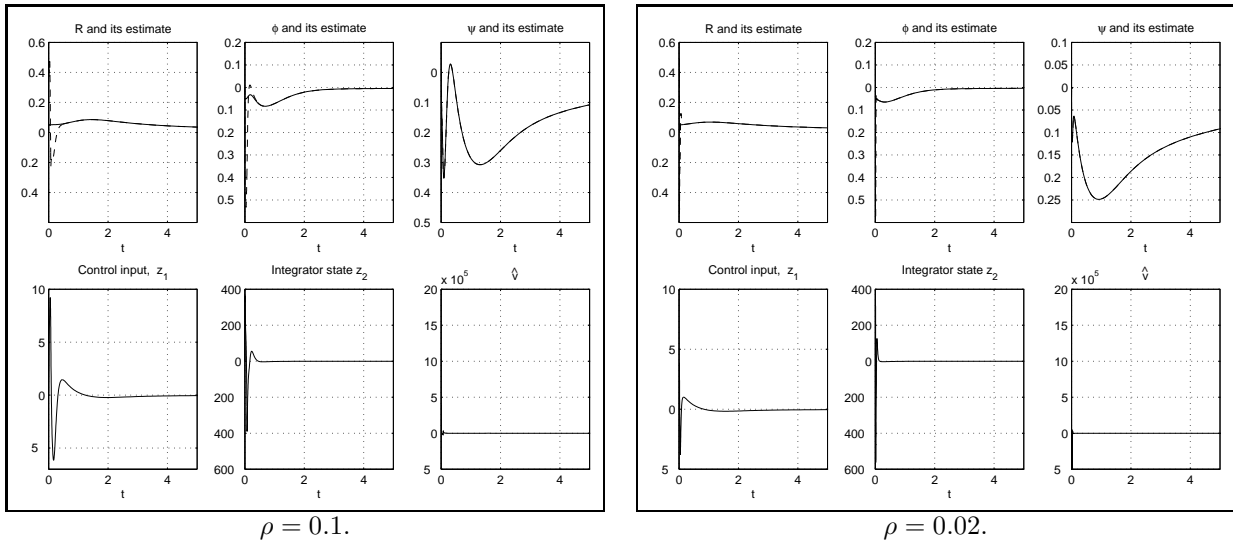 R and its estimate
0.6
0.4
0.2
0
0.2
0.4
0 2 4
t
ϕ and its estimate
0.2
0.1
0
0.1
0.2
0.3
0.4
0.5
0 2 4
t
ψ and its estimate
0
0.1
0.2
0.3
0.4
0.5
0 2 4
t
Control input, z1
10
5
0
5
0 2 4
t
Integrator state z2
400
200
0
200
400
600
0 2 4
t
x 10^5
v̂
20
15
10
5
0
5
0 2 4
t
ρ = 0.1.
R and its estimate
0.6
0.4
0.2
0
0.2
0.4
0 2 4
t
ϕ and its estimate
0.2
0.1
0
0.1
0.2
0.3
0.4
0.5
0 2 4
t
ψ and its estimate
0.1
0.05
0
0.05
0.1
0.15
0.2
0.25
0 2 4
t
Control input, z1
10
5
0
5
0 2 4
t
Integrator state z2
400
200
0
200
400
600
0 2 4
t
x 10^5
v̂
20
15
10
5
0
5
0 2 4
t
ρ = 0.02.